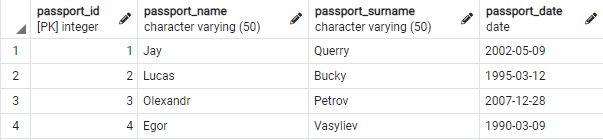 passport_id passport_name passport_surname passport_date
[PK] integer character varying (50) character varying (50) date
1 1 Jay Querry 2002-05-09
2 2 Lucas Bucky 1995-03-12
3 3 Olexandr Petrov 2007-12-28
4 4 Egor Vasyliev 1990-03-09